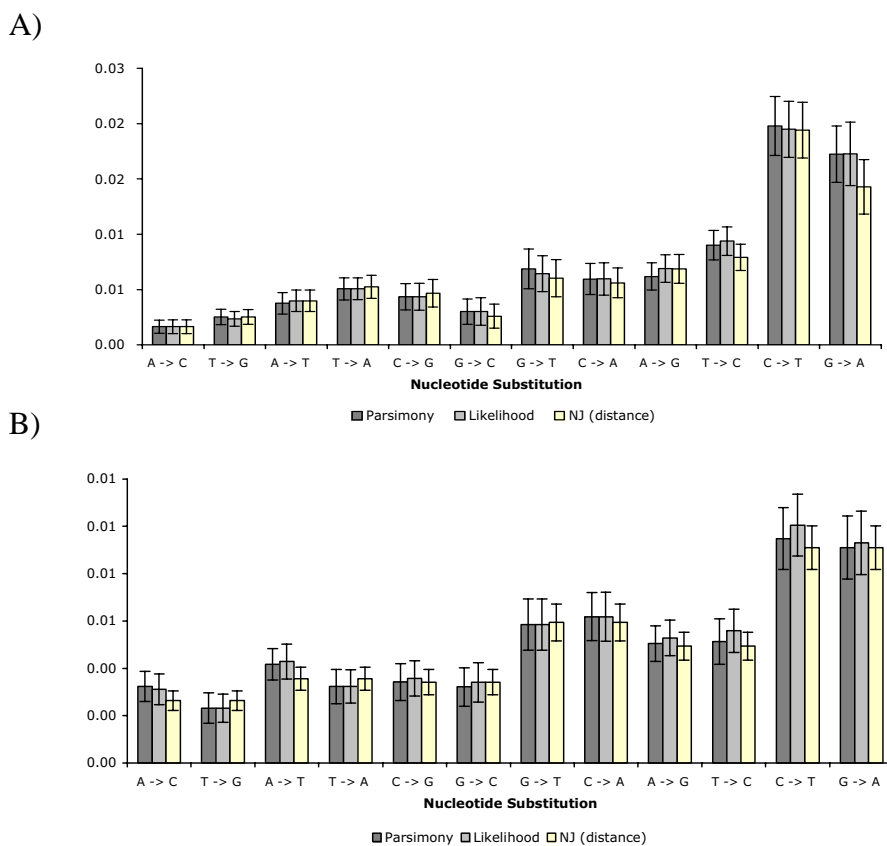 A)
0.03
0.02
0.02
0.01
0.01
0.00
A -> C T -> G A -> T T -> A C -> G G -> C G -> T C -> A A -> G T -> C C -> T G -> A
Nucleotide Substitution
Parsimony Likelihood NJ (distance)
B)
0.01
0.01
0.01
0.01
0.00
0.00
0.00
A -> C T -> G A -> T T -> A C -> G G -> C G -> T C -> A A -> G T -> C C -> T G -> A
Nucleotide Substitution
Parsimony Likelihood NJ (distance)